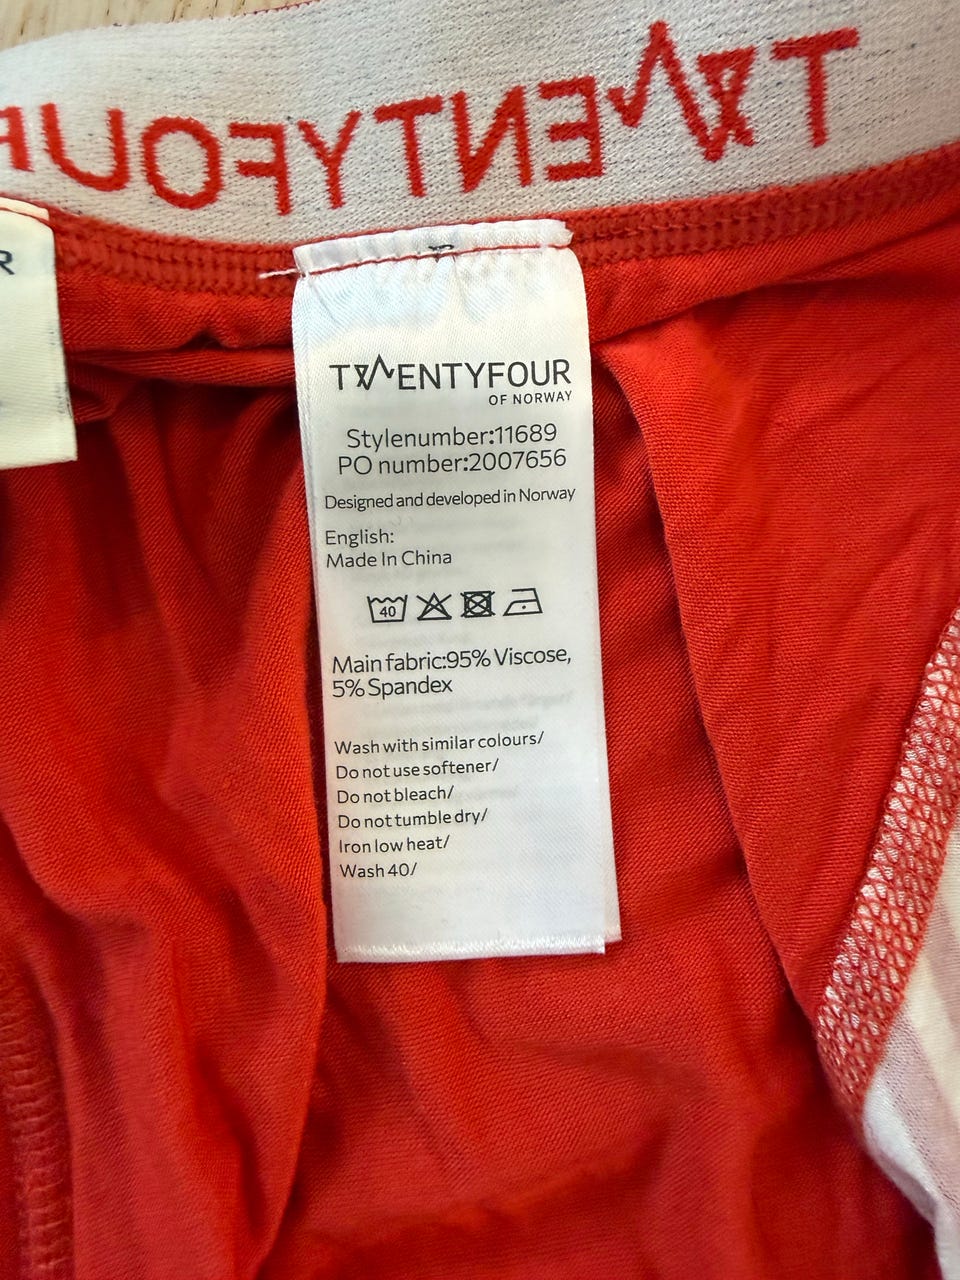 TWENTYFOUR
R
TWENTYFOUR
OF NORWAY
Stylenumber:11689
PO number:2007656
Designed and developed in Norway
English:
Made In China
40
Main fabric:95% Viscose,
5% Spandex
Wash with similar colours/
Do not use softener/
Do not bleach/
Do not tumble dry/
Iron low heat/
Wash 40/